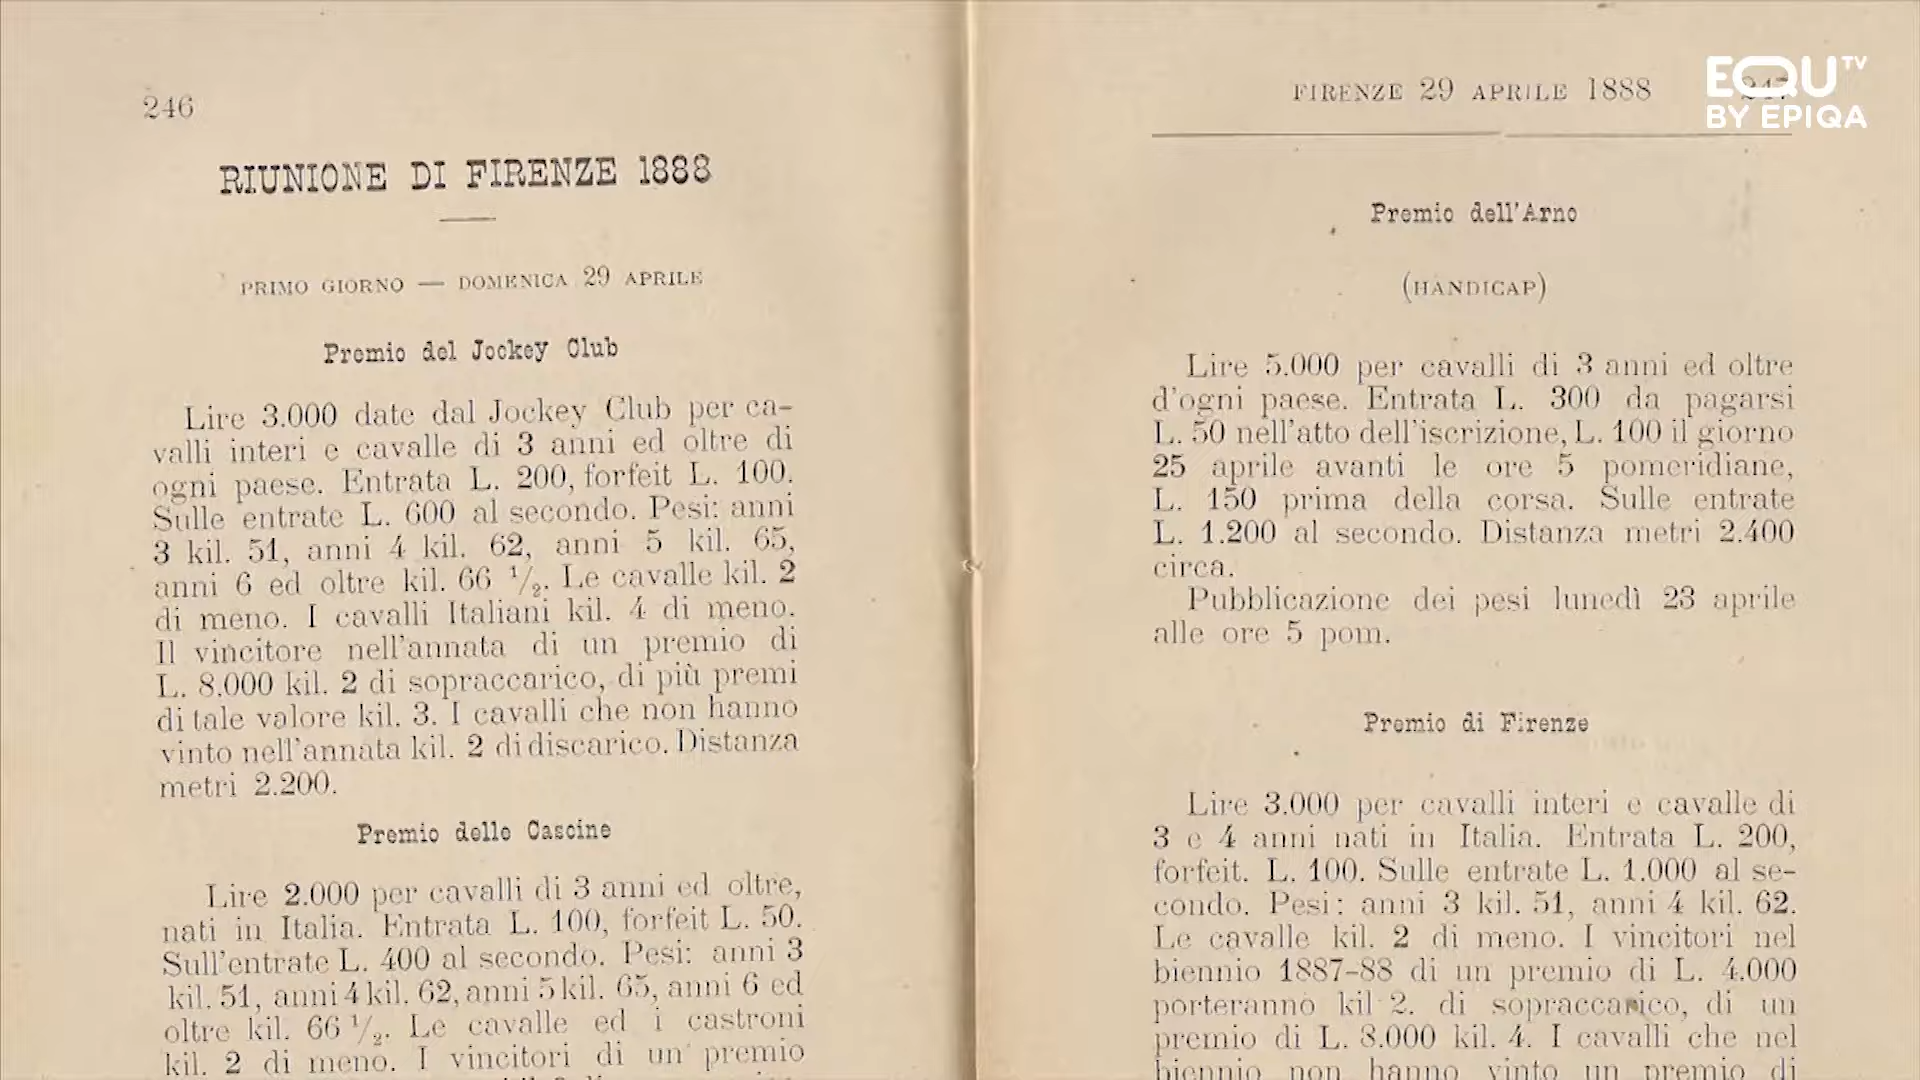 246
RIUNIONE DI FIRENZE 1888
PRIMO GIORNO — DOMENICA 29 APRILE
Premio del Jockey Club
Lire 3.000 date dal Jockey Club per ca-
valli interi e cavalle di 3 anni ed oltre di
ogni paese. Entrata L. 200, forfeit L. 100.
Sulle entrate L. 600 al secondo. Pesi: anni
3 kil. 51, anni 4 kil. 62, anni 5 kil. 65,
anni 6 ed oltre kil. 66 1/2. Le cavalle kil. 2
di meno. I cavalli Italiani kil. 4 di meno.
Il vincitore nell'annata di un premio di
L. 8.000 kil. 2 di sopraccarico, di più premi
di tale valore kil. 3. I cavalli che non hanno
vinto nell'annata kil. 2 di discarico. Distanza
metri 2.200.
Premio delle Cascine
Lire 2.000 per cavalli di 3 anni ed oltre,
nati in Italia. Entrata L. 100, forfeit L. 50.
Sull'entrate L. 400 al secondo. Pesi: anni 3
kil. 51, anni 4 kil. 62, anni 5 kil. 65, anni 6 ed
oltre kil. 66 1/2. Le cavalle ed i castroni
kil. 2 di meno. I vincitori di un premio
FIRENZE 29 APRILE 1888 247
Premio dell'Arno
(HANDICAP)
Lire 5.000 per cavalli di 3 anni ed oltre
d'ogni paese. Entrata L. 300 da pagarsi
L. 50 nell'atto dell'iscrizione, L. 100 il giorno
25 aprile avanti le ore 5 pomeridiane,
L. 150 prima della corsa. Sulle entrate
L. 1.200 al secondo. Distanza metri 2.400
circa.
Pubblicazione dei pesi lunedì 23 aprile
alle ore 5 pom.
Premio di Firenze
Lire 3.000 per cavalli interi e cavalle di
3 e 4 anni nati in Italia. Entrata L. 200,
forfeit. L. 100. Sulle entrate L. 1.000 al se-
condo. Pesi: anni 3 kil. 51, anni 4 kil. 62.
Le cavalle kil. 2 di meno. I vincitori nel
biennio 1887-88 di un premio di L. 4.000
porteranno kil 2. di sopraccarico, di un
premio di L. 8.000 kil. 4. I cavalli che nel
biennio non hanno vinto un premio di
EQU TV
BY EPIQA